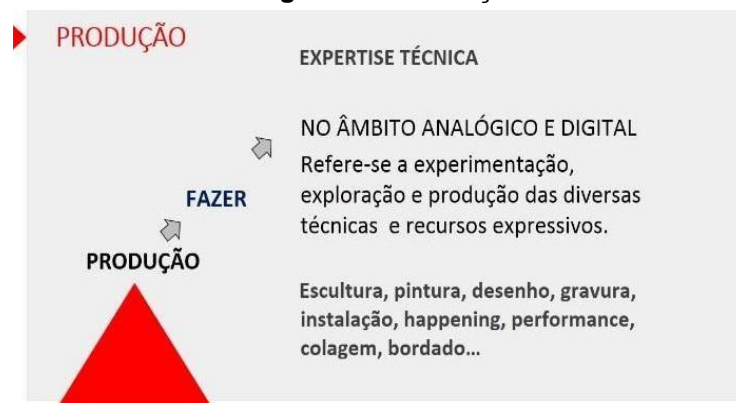 PRODUÇÃO
EXPERTISE TÉCNICA
NO ÂMBITO ANALÓGICO E DIGITAL
Refere-se a experimentação,
exploração e produção das diversas
técnicas e recursos expressivos.
FAZER
PRODUÇÃO
Escultura, pintura, desenho, gravura,
instalação, happening, performance,
colagem, bordado...